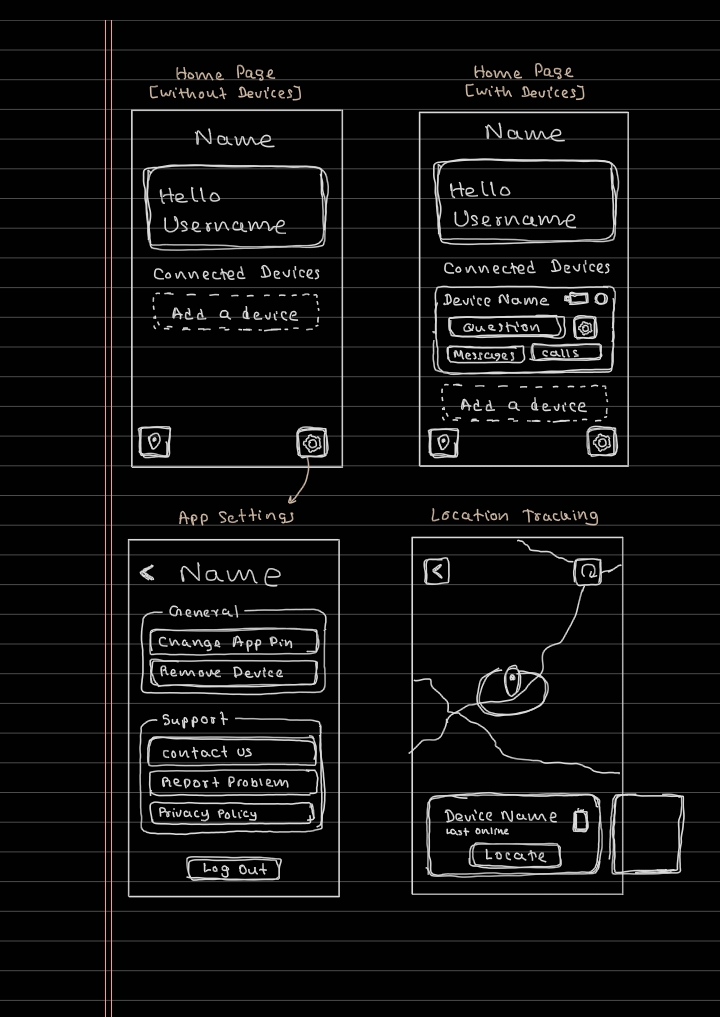 Home Page
[Without Devices]
Name
Hello
Username
Connected Devices
Add a device
Home Page
[With Devices]
Name
Hello
Username
Connected Devices
Device Name
Question
Messages
Calls
Add a device
App Settings
Name
General
Change App Pin
Remove Device
Support
Contact Us
Report Problem
Privacy Policy
Log Out
Location Tracking
Device Name
Last Online
Locate